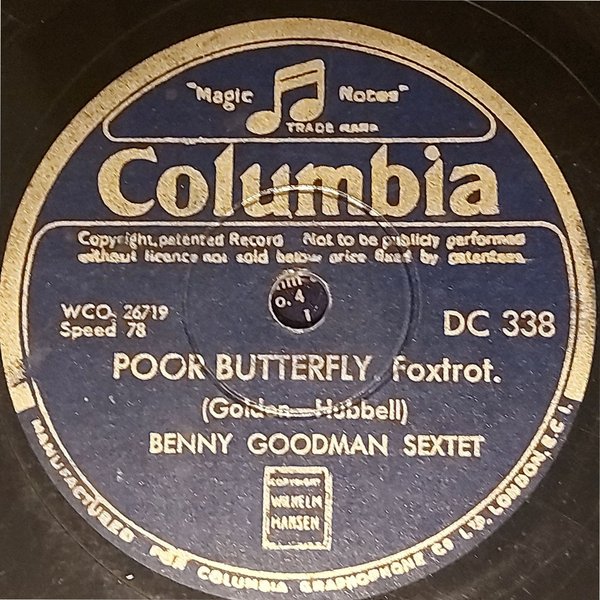 "Magic Notes"
TRADE MARK
Columbia
Copyright, patented Record Not to be publicly performed
without licence nor sold below price fixed by patentees.
WCO. 26719
Speed 78
DC 338
o. 4
POOR BUTTERFLY. Foxtrot.
(Golden—Hubbell)
BENNY GOODMAN SEXTET
COPYRIGHT
WILHELM
HANSEN
MANUFACTURED FOR COLUMBIA GRAPHOPHONE Co LTD, LONDON, E.C.1.